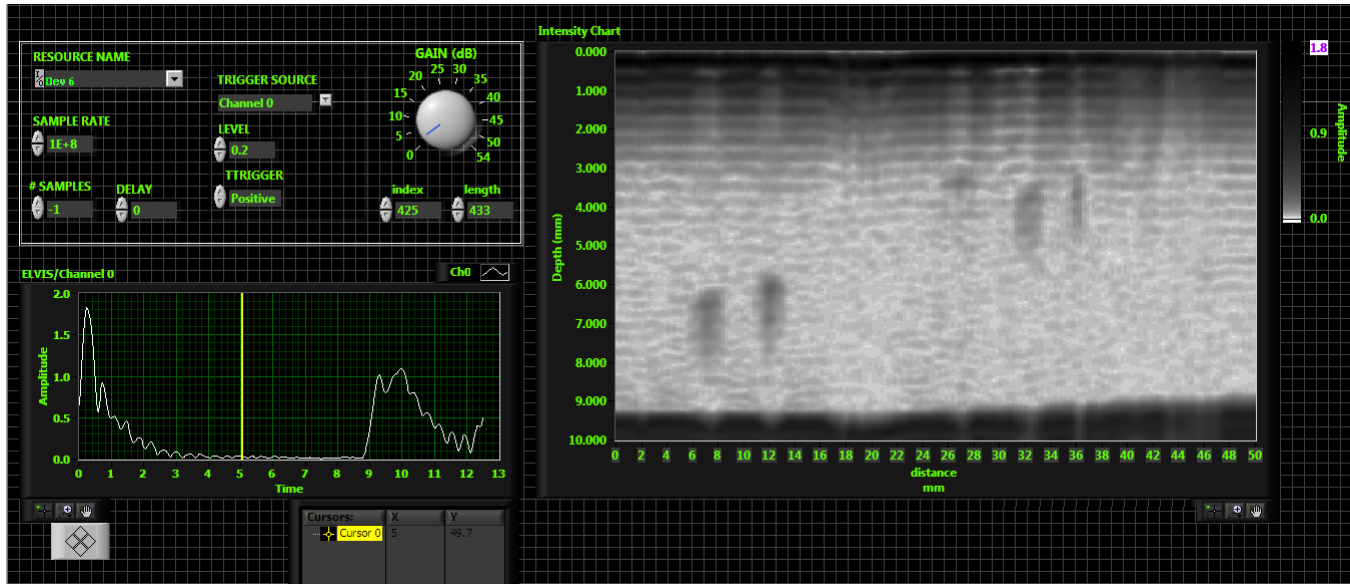 RESOURCE NAME
Dev 6
SAMPLE RATE
1E+8
# SAMPLES
-1
DELAY
0
TRIGGER SOURCE
Channel 0
LEVEL
0.2
TTRIGGER
Positive
GAIN (dB)
0 5 10 15 20 25 30 35 40 45 50 54
index
425
length
433
ELVIS/Channel 0
Ch0
Amplitude
2.0
1.5
1.0
0.5
0.0
0 1 2 3 4 5 6 7 8 9 10 11 12 13
Time
Cursors: X Y
Cursor 0 5 49.7
Intensity Chart
Depth (mm)
0.000
1.000
2.000
3.000
4.000
5.000
6.000
7.000
8.000
9.000
10.000
0 2 4 6 8 10 12 14 16 18 20 22 24 26 28 30 32 34 36 38 40 42 44 46 48 50
distance
mm
1.8
0.9
0.0
Amplitude